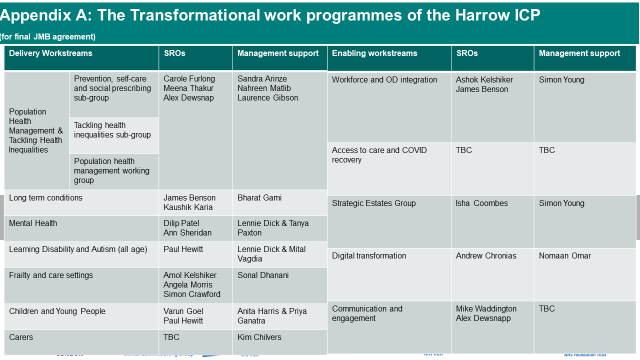 Appendix A: The Transformational work programmes of the Harrow ICP
(for final JMB agreement)
Delivery Workstreams
SROs
Management support
Enabling workstreams
SROs
Management support
Population
Health
Management &
Tackling Health
Inequalities
Prevention, self-care
and social prescribing
sub-group
Tackling health
inequalities sub-group
Population health
management working
group
Carole Furlong
Meena Thakur
Alex Dewsnap
Sandra Arinze
Nahreen Matlib
Laurence Gibson
Long term conditions
James Benson
Kaushik Karia
Bharat Gami
Mental Health
Dilip Patel
Ann Sheridan
Lennie Dick & Tanya
Paxton
Learning Disability and Autism (all age)
Paul Hewitt
Lennie Dick & Mital
Vagdia
Frailty and care settings
Amol Kelshiker
Angela Morris
Simon Crawford
Sonal Dhanani
Children and Young People
Varun Goel
Paul Hewitt
Anita Harris & Priya
Ganatra
Carers
TBC
Kim Chilvers
Workforce and OD integration
Ashok Kelshiker
James Benson
Simon Young
Access to care and COVID
recovery
TBC
TBC
Strategic Estates Group
Isha Coombes
Simon Young
Digital transformation
Andrew Chronias
Nomaan Omar
Communication and
engagement
Mike Waddington
Alex Dewsnapp
TBC